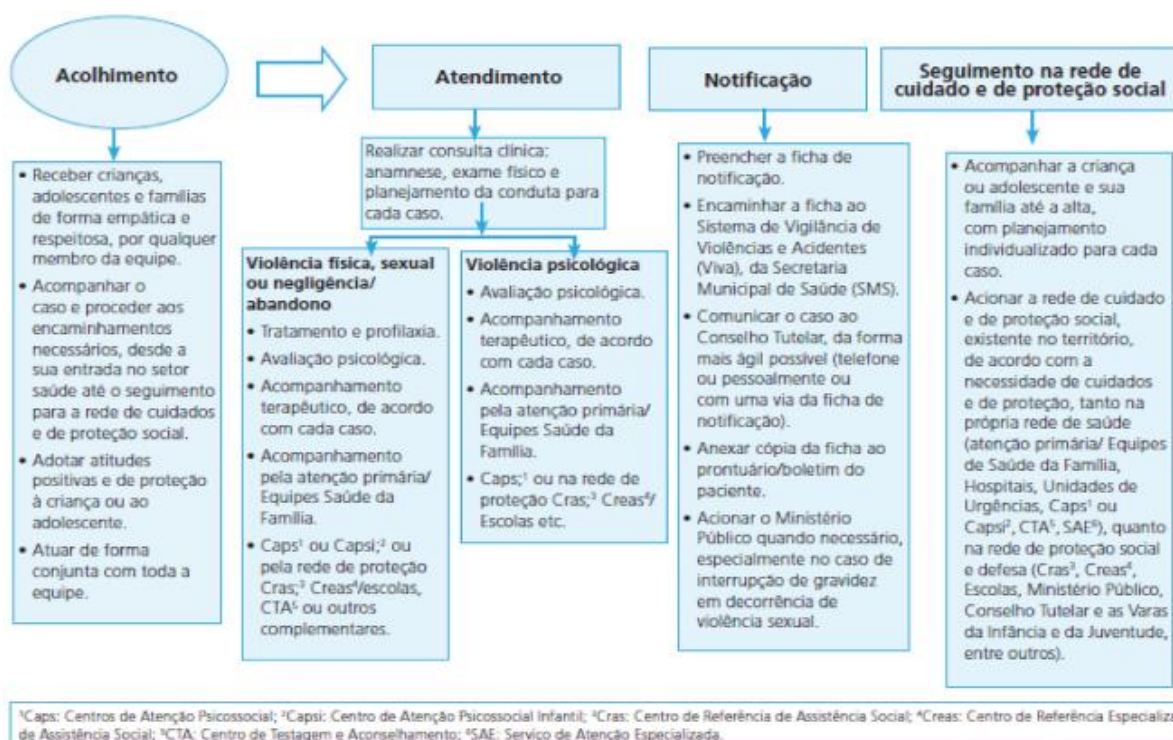 Acolhimento
Atendimento
Notificação
Seguimento na rede de
cuidado e de proteção social
• Receber crianças,
adolescentes e famílias
de forma empática e
respeitosa, por qualquer
membro da equipe.
• Acompanhar o
caso e proceder aos
encaminhamentos
necessários, desde a
sua entrada no setor
saúde até o seguimento
para a rede de cuidados
e de proteção social.
• Adotar atitudes
positivas e de proteção
à criança ou ao
adolescente.
• Atuar de forma
conjunta com toda a
equipe.
Realizar consulta clínica:
anamnese, exame físico e
planejamento da conduta para
cada caso.
Violência física, sexual
ou negligência/
abandono
• Tratamento e profilaxia.
• Avaliação psicológica.
• Acompanhamento
terapêutico, de acordo
com cada caso.
• Acompanhamento
pela atenção primária/
Equipes Saúde da
Família.
• Caps¹ ou Capsi;² ou
pela rede de proteção
Cras;³ Creas⁴/escolas,
CTA⁵ ou outros
complementares.
Violência psicológica
• Avaliação psicológica.
• Acompanhamento
terapêutico, de acordo
com cada caso.
• Acompanhamento
pela atenção primária/
Equipes Saúde da
Família.
• Caps;¹ ou na rede de
proteção Cras;³ Creas⁴/
Escolas etc.
• Preencher a ficha de
notificação.
• Encaminhar a ficha ao
Sistema de Vigilância de
Violências e Acidentes
(Viva), da Secretaria
Municipal de Saúde (SMS).
• Comunicar o caso ao
Conselho Tutelar, da forma
mais ágil possível (telefone
ou pessoalmente ou
com uma via da ficha de
notificação).
• Anexar cópia da ficha ao
prontuário/boletim do
paciente.
• Acionar o Ministério
Público quando necessário,
especialmente no caso de
interrupção de gravidez
em decorrência de
violência sexual.
• Acompanhar a criança
ou adolescente e sua
família até a alta,
com planejamento
individualizado para cada
caso.
• Acionar a rede de cuidado
e de proteção social,
existente no território,
de acordo com a
necessidade de cuidados
e de proteção, tanto na
própria rede de saúde
(atenção primária/ Equipes
de Saúde da Família,
Hospitais, Unidades de
Urgências, Caps¹ ou
Capsi², CTA⁵, SAE⁶), quanto
na rede de proteção social
e defesa (Cras³, Creas⁴,
Escolas, Ministério Público,
Conselho Tutelar e as Varas
da Infância e da Juventude,
entre outros).
¹Caps: Centros de Atenção Psicossocial; ²Capsi: Centro de Atenção Psicossocial Infantil; ³Cras: Centro de Referência de Assistência Social; ⁴Creas: Centro de Referência Especializa
de Assistência Social; ⁵CTA: Centro de Testagem e Aconselhamento; ⁶SAE: Serviço de Atenção Especializada.